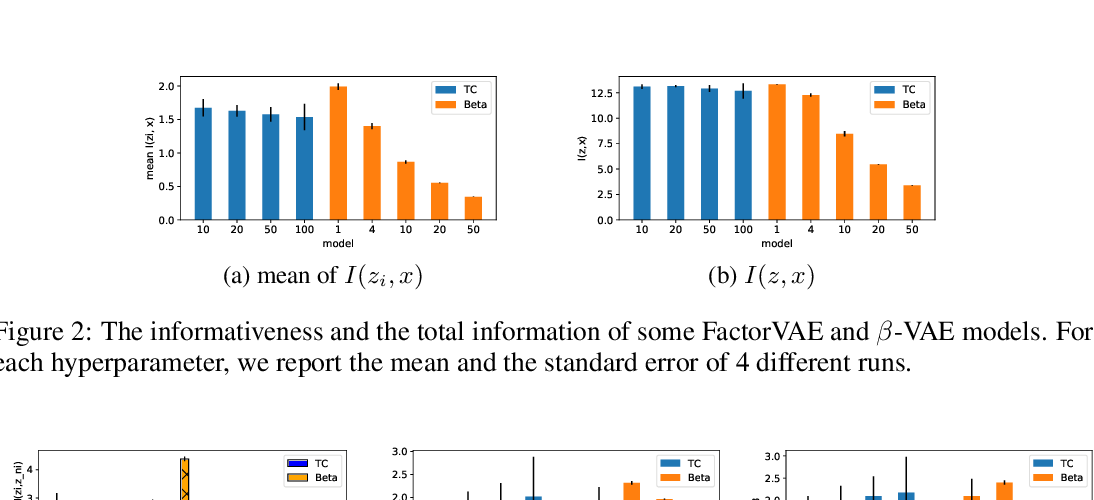 2.0
1.5
1.0
0.5
0.0
mean I(zi, x)
TC
Beta
10 20 50 100 1 4 10 20 50
model
12.5
10.0
7.5
5.0
2.5
0.0
I(z,x)
TC
Beta
10 20 50 100 1 4 10 20 50
model
(a) mean of I(z_i, x)
(b) I(z, x)
Figure 2: The informativeness and the total information of some FactorVAE and β-VAE models. For
each hyperparameter, we report the mean and the standard error of 4 different runs.
I(zi,z_ni)
4
3
TC
Beta
3.0
2.5
2.0
TC
Beta
3.0
2.5
2.0
TC
Beta